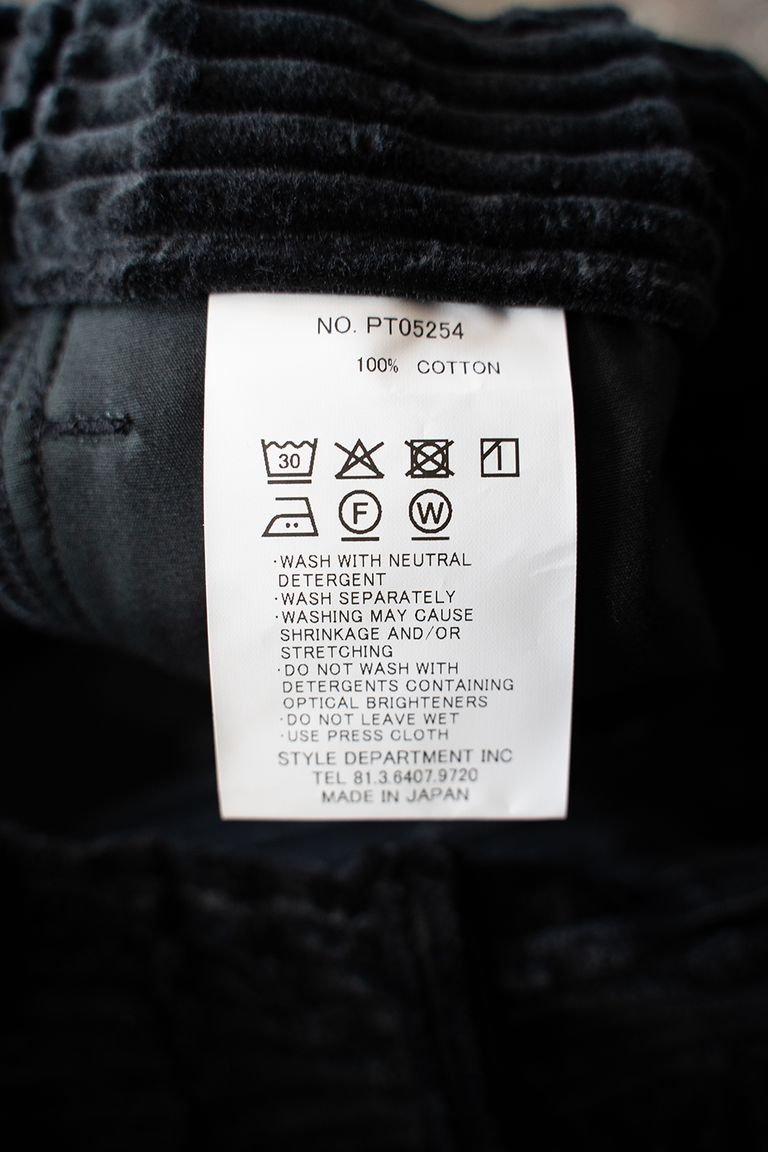 NO. PT05254
100% COTTON
30
F W
·WASH WITH NEUTRAL
DETERGENT
·WASH SEPARATELY
·WASHING MAY CAUSE
SHRINKAGE AND/OR
STRETCHING
·DO NOT WASH WITH
DETERGENTS CONTAINING
OPTICAL BRIGHTENERS
·DO NOT LEAVE WET
·USE PRESS CLOTH
STYLE DEPARTMENT INC
TEL 81.3.6407.9720
MADE IN JAPAN